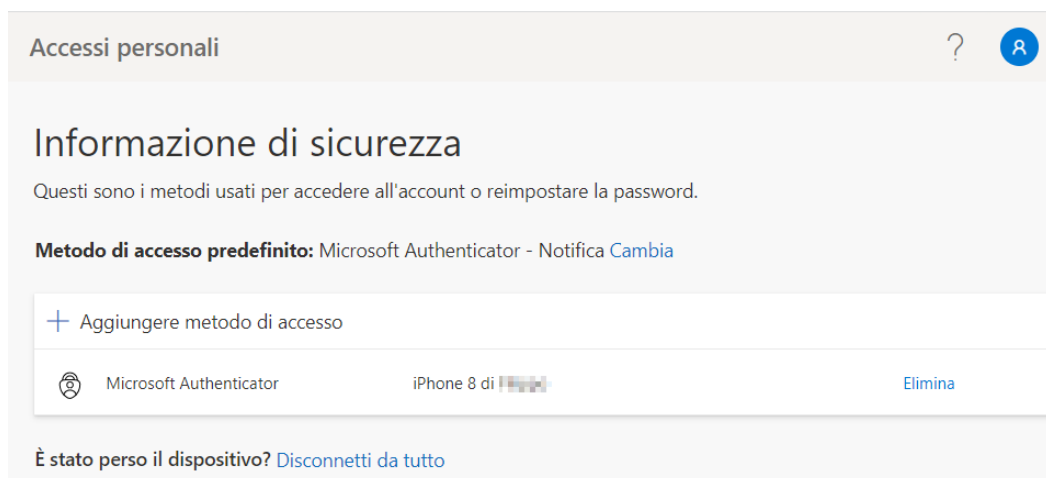 Accessi personali
?
Informazione di sicurezza
Questi sono i metodi usati per accedere all'account o reimpostare la password.
Metodo di accesso predefinito: Microsoft Authenticator - Notifica Cambia
+ Aggiungere metodo di accesso
Microsoft Authenticator iPhone 8 di Elimina
È stato perso il dispositivo? Disconnetti da tutto